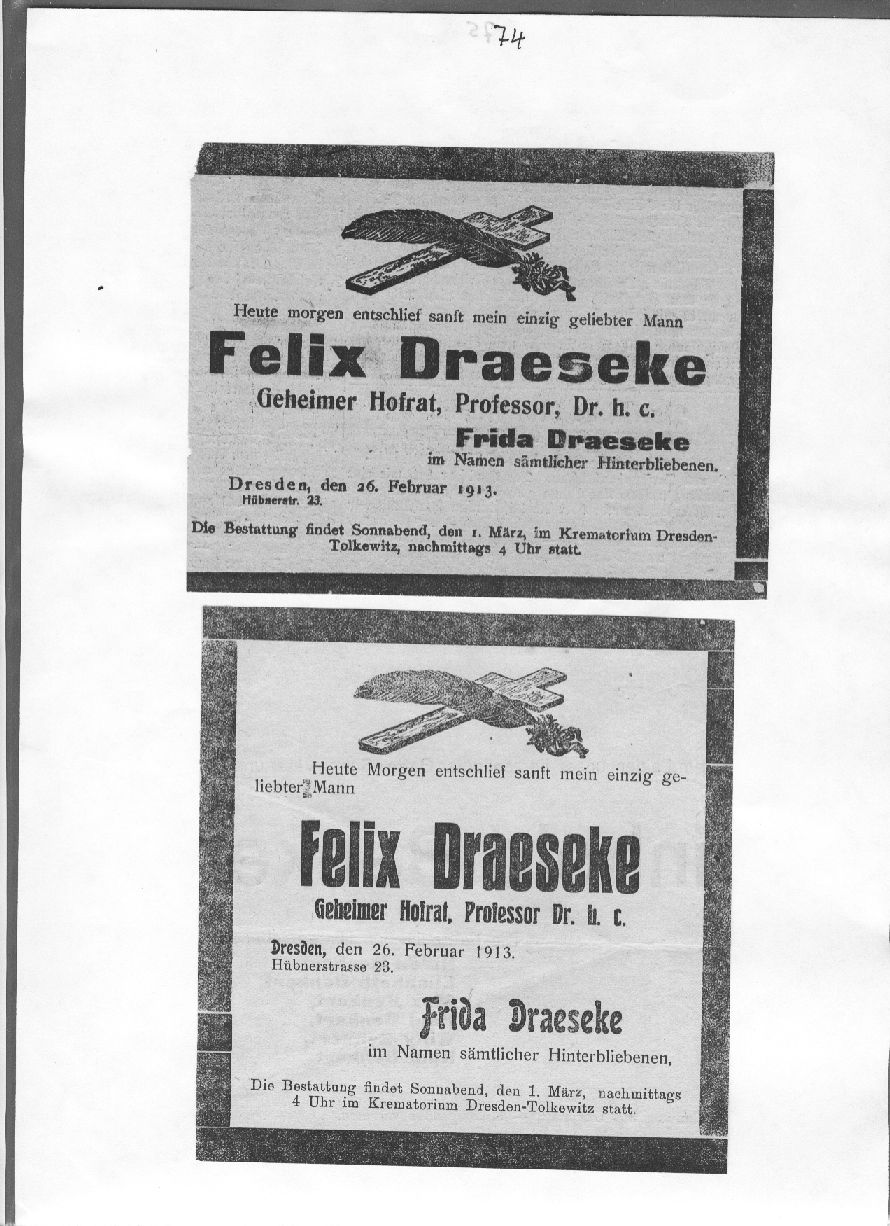 74
Heute morgen entschlief sanft mein einzig geliebter Mann
Felix Draeseke
Geheimer Hofrat, Professor, Dr. h. c.
Frida Draeseke
im Namen sämtlicher Hinterbliebenen.
Dresden, den 26. Februar 1913.
Hübnerstr. 23.
Die Bestattung findet Sonnabend, den 1. März, im Krematorium Dresden-
Tolkewitz, nachmittags 4 Uhr statt.
Heute Morgen entschlief sanft mein einzig ge-
liebter Mann
Felix Draeseke
Geheimer Hofrat, Professor Dr. h. c.
Dresden, den 26. Februar 1913.
Hübnerstrasse 23.
Frida Draeseke
im Namen sämtlicher Hinterbliebenen,
Die Bestattung findet Sonnabend, den 1. März, nachmittags
4 Uhr im Krematorium Dresden-Tolkewitz statt.